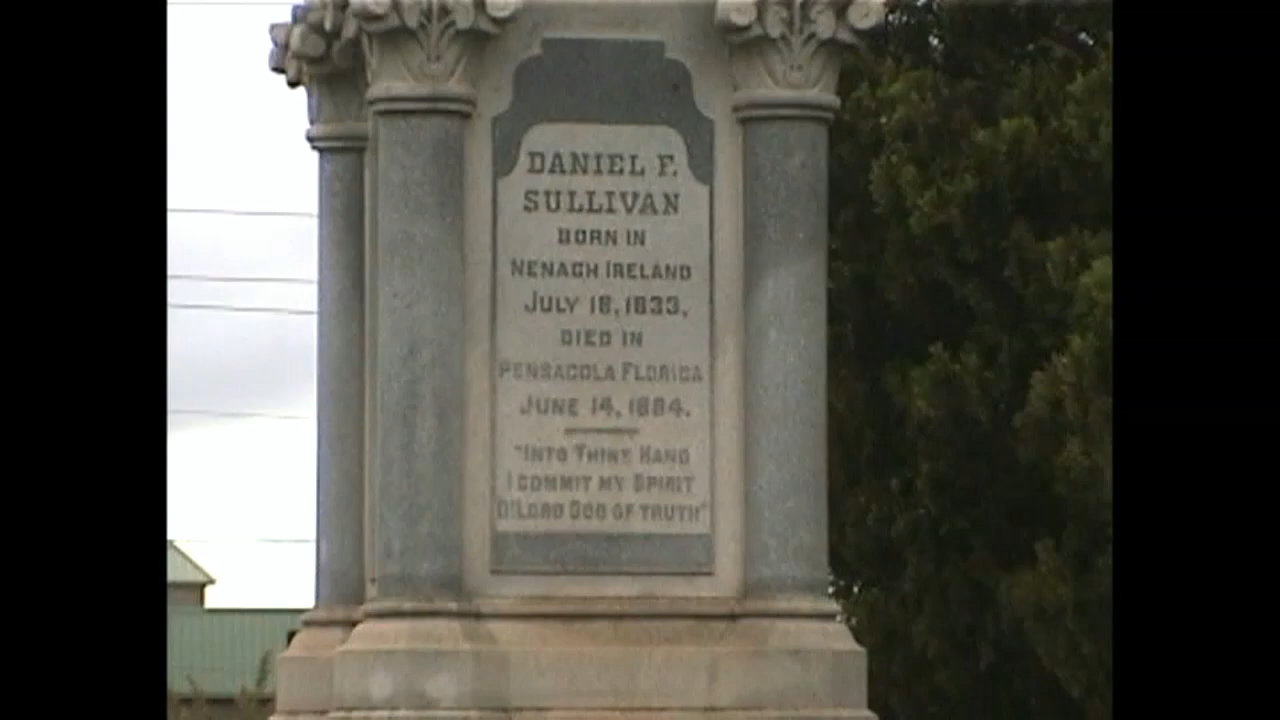 DANIEL F.
SULLIVAN
BORN IN
NENAGH IRELAND
JULY 18, 1833,
DIED IN
PENSACOLA FLORIDA
JUNE 14, 1884.
"INTO THINE HAND
I COMMIT MY SPIRIT
O! LORD GOD OF TRUTH"